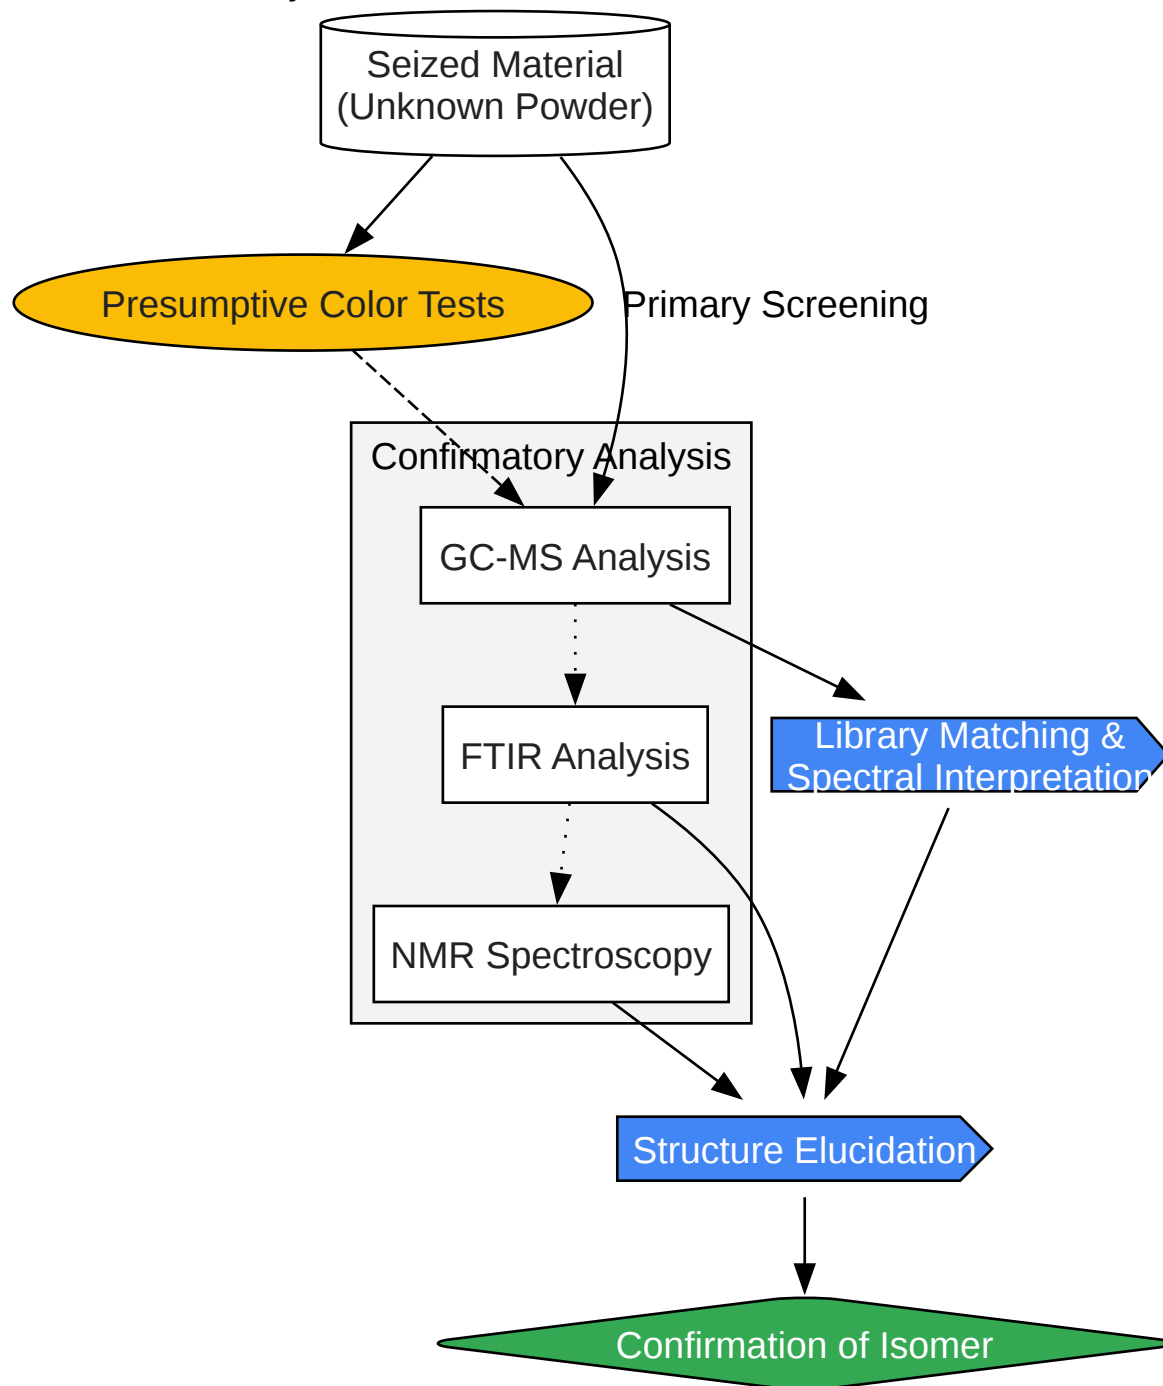 Seized Material
(Unknown Powder)
Presumptive Color Tests
Primary Screening
Confirmatory Analysis
GC-MS Analysis
FTIR Analysis
Library Matching &
Spectral Interpretation
NMR Spectroscopy
Structure Elucidation
Confirmation of Isomer